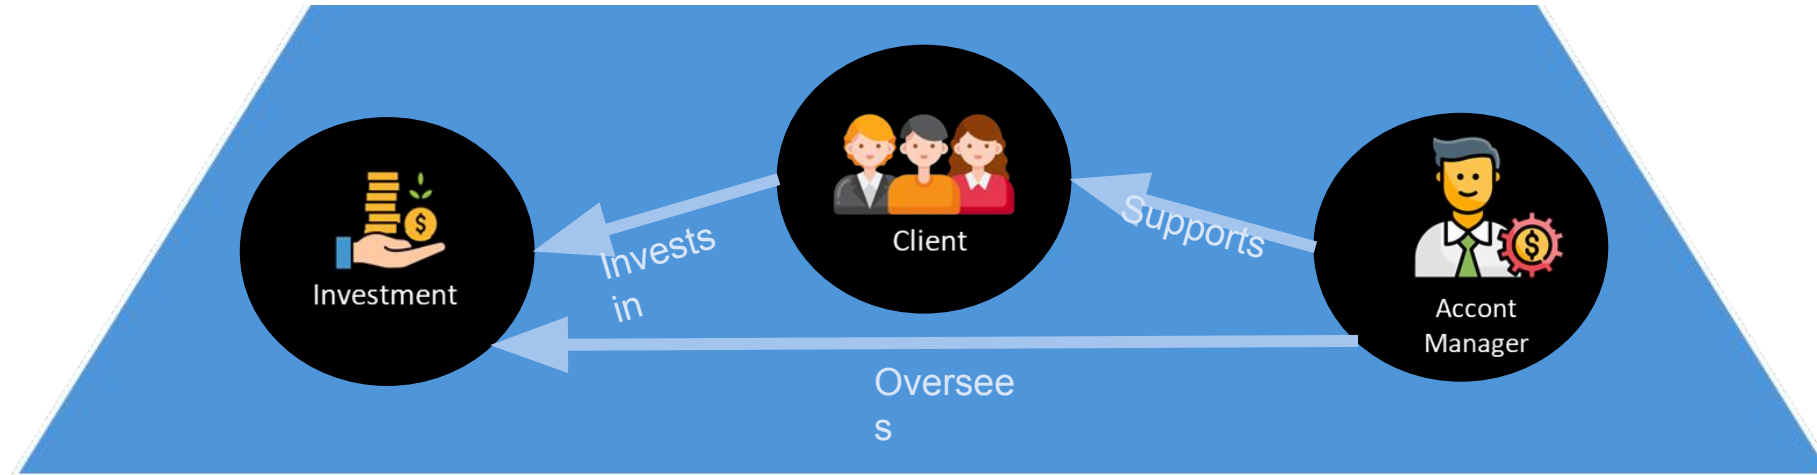 Investment
Invests
in
Client
Supports
Accont
Manager
Oversee
s